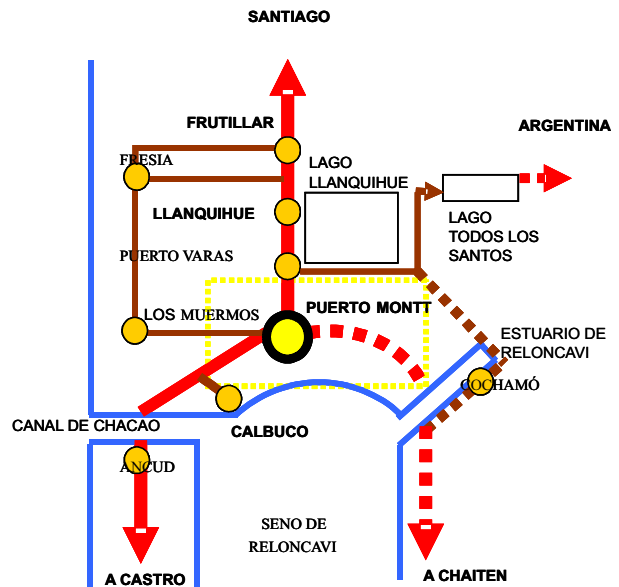 SANTIAGO
FRUTILLAR
ARGENTINA
FRESIA
LAGO
LLANQUIHUE
LLANQUIHUE
LAGO
TODOS LOS
SANTOS
PUERTO VARAS
LOS MUERMOS
PUERTO MONTT
ESTUARIO DE
RELONCAVI
COCHAMÓ
CANAL DE CHACAO
CALBUCO
ANCUD
SENO DE
RELONCAVI
A CASTRO
A CHAITEN